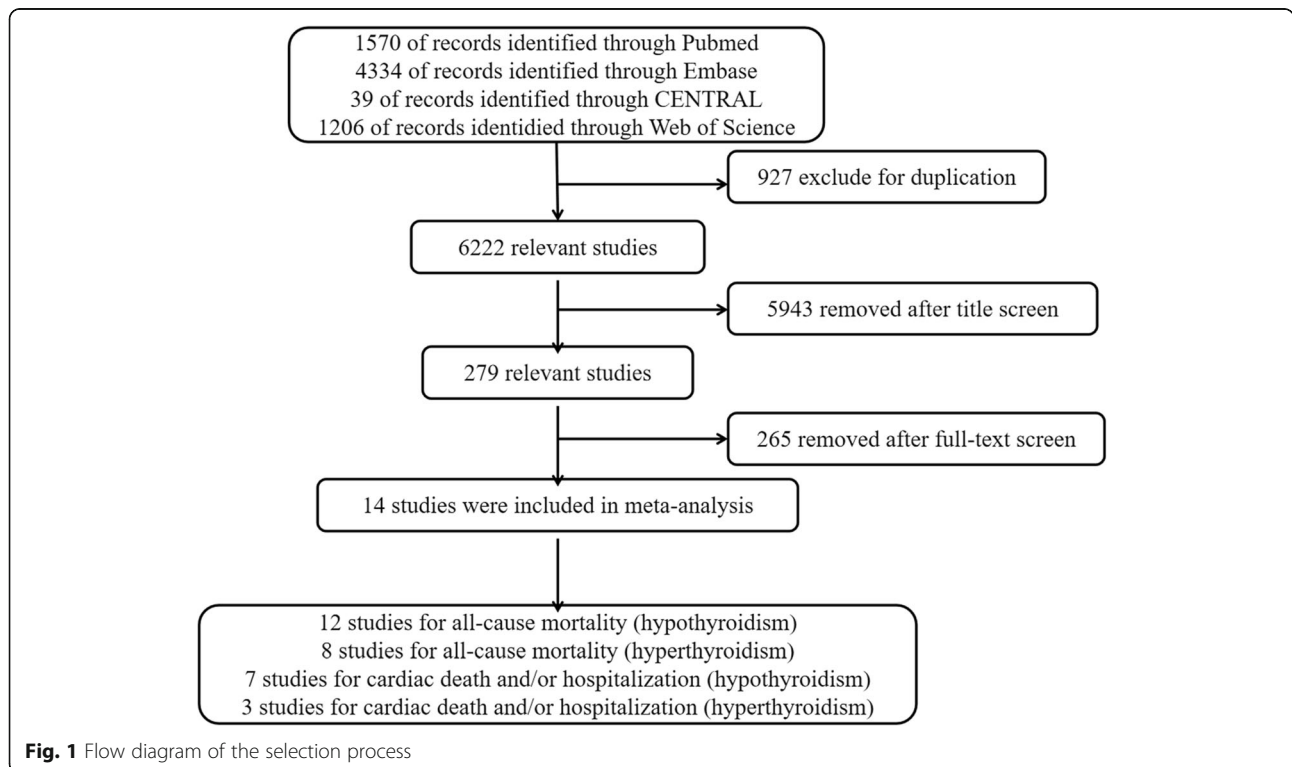 1570 of records identified through Pubmed
4334 of records identified through Embase
39 of records identified through CENTRAL
1206 of records identidied through Web of Science
927 exclude for duplication
6222 relevant studies
5943 removed after title screen
279 relevant studies
265 removed after full-text screen
14 studies were included in meta-analysis
12 studies for all-cause mortality (hypothyroidism)
8 studies for all-cause mortality (hyperthyroidism)
7 studies for cardiac death and/or hospitalization (hypothyroidism)
3 studies for cardiac death and/or hospitalization (hyperthyroidism)
Fig. 1 Flow diagram of the selection process